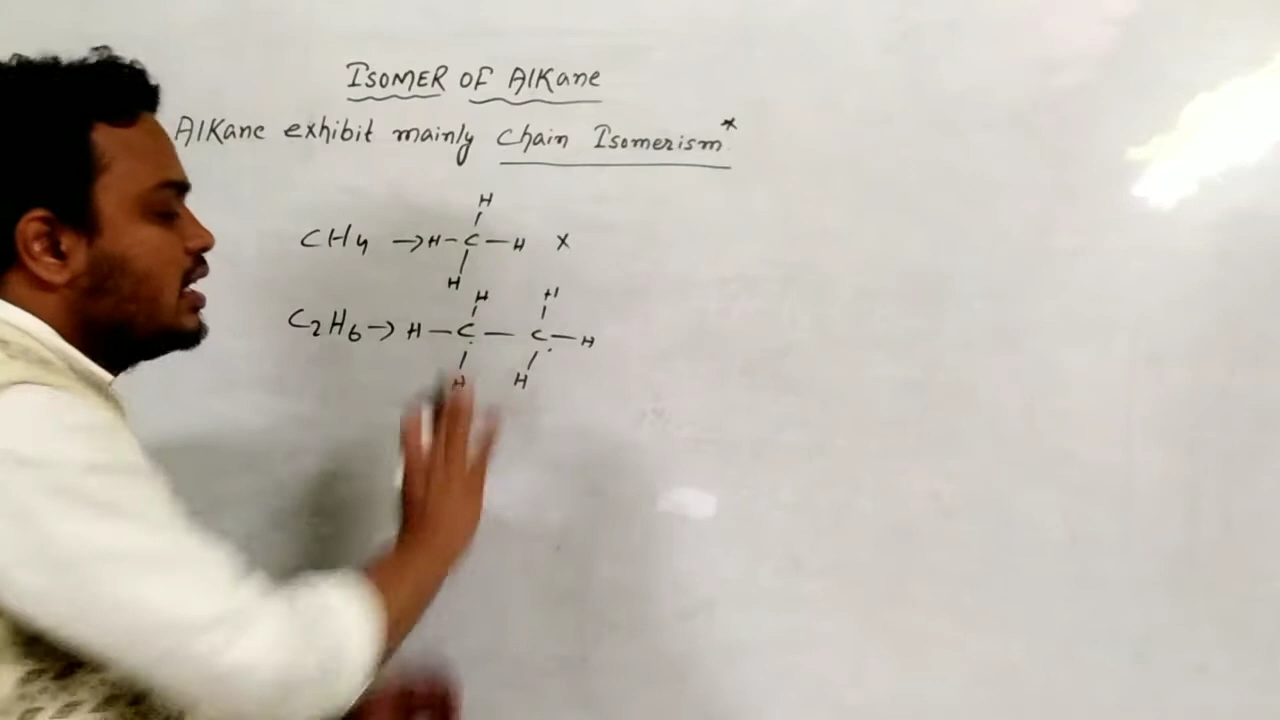 ISOMER OF AlKane
AlKane exhibit mainly Chain Isomerism*
H
CH4 → H - C - H X
H
H H
C2H6 → H - C - C - H
H H